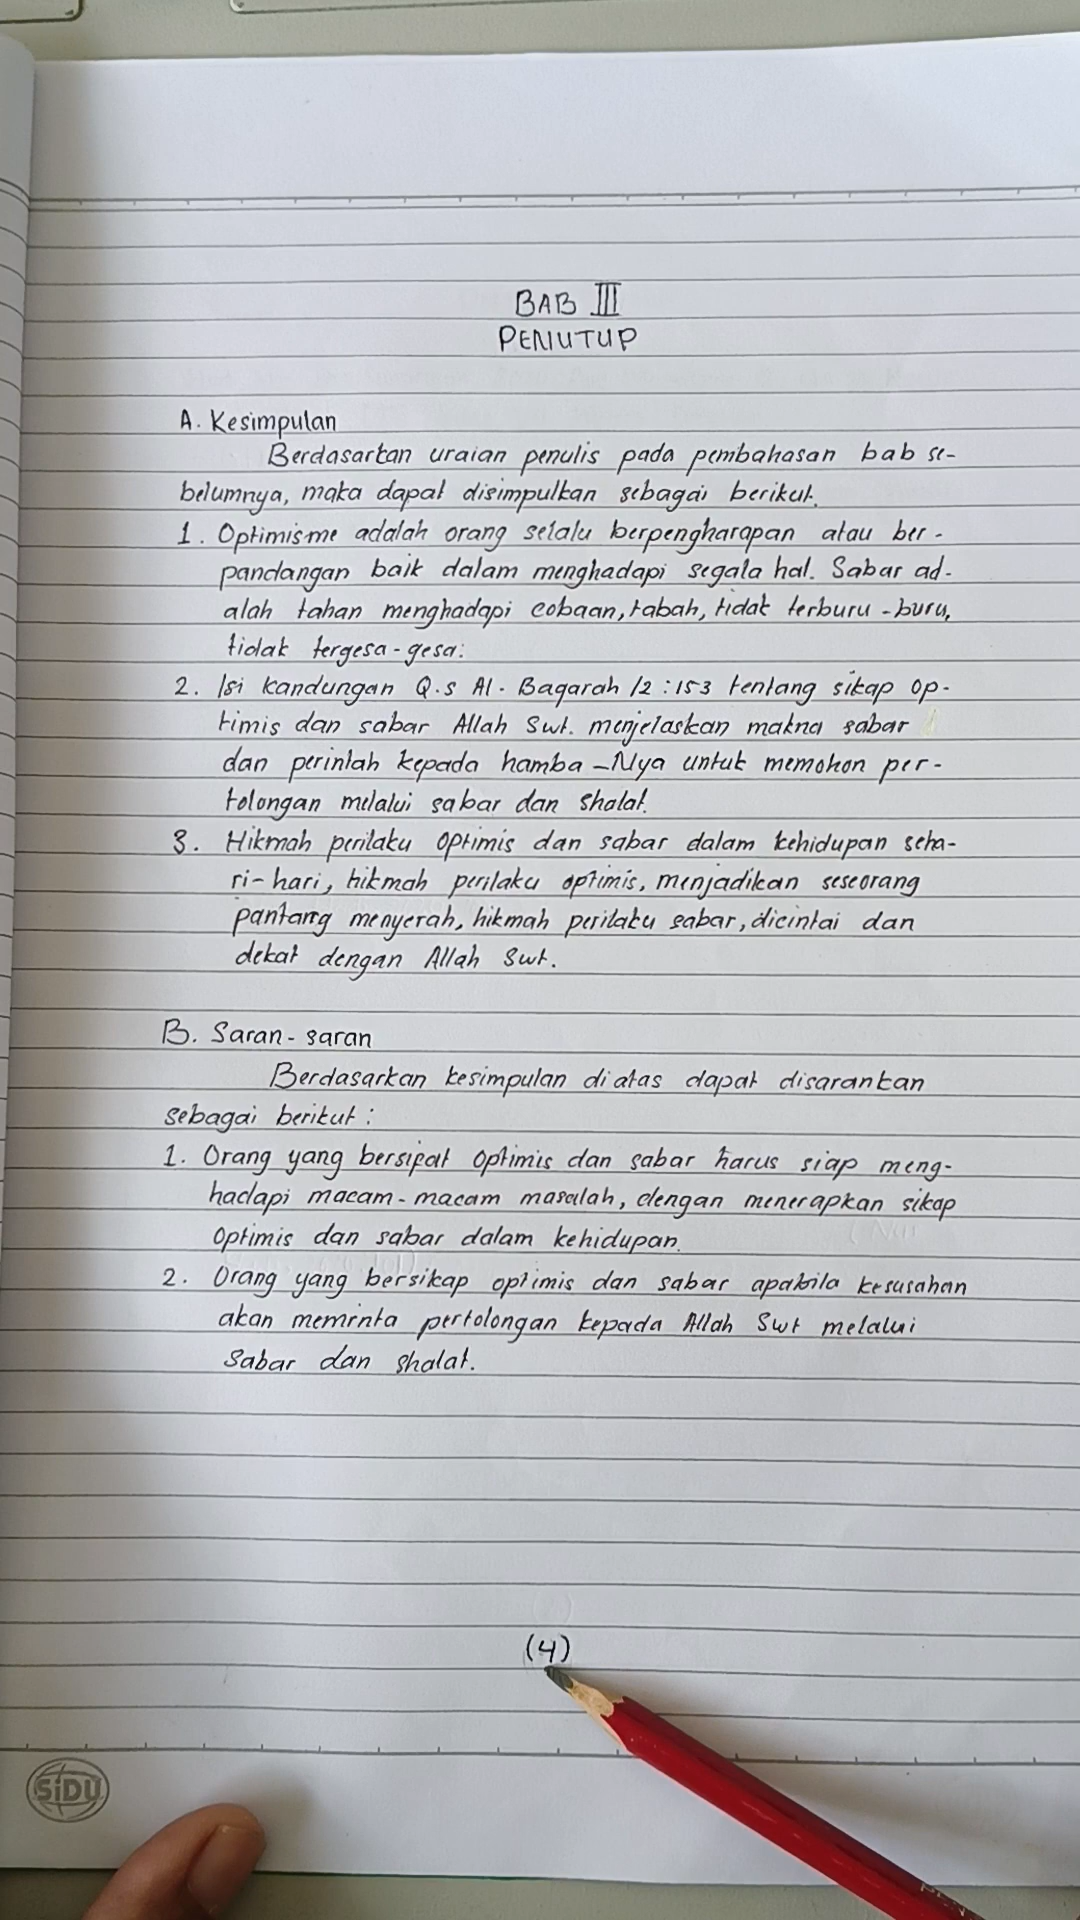 BAB III
PENUTUP
A. Kesimpulan
Berdasarkan uraian penulis pada pembahasan bab se-
belumnya, maka dapat disimpulkan sebagai berikut.
1. Optimisme adalah orang selalu berpengharapan atau ber-
pandangan baik dalam menghadapi segala hal. Sabar ad-
alah tahan menghadapi cobaan, tabah, tidak terburu-buru,
tidak tergesa-gesa.
2. Isi kandungan Q.s Al-Baqarah /2:153 tentang sikap op-
timis dan sabar Allah Swt. menjelaskan makna sabar
dan perintah kepada hamba-Nya untuk memohon per-
tolongan melalui sabar dan shalat.
3. Hikmah perilaku optimis dan sabar dalam kehidupan seha-
ri-hari, hikmah perilaku optimis, menjadikan seseorang
pantang menyerah, hikmah perilaku sabar, dicintai dan
dekat dengan Allah Swt.
B. Saran-saran
Berdasarkan kesimpulan di atas dapat disarankan
sebagai berikut:
1. Orang yang bersipat optimis dan sabar harus siap meng-
hadapi macam-macam masalah, dengan menerapkan sikap
optimis dan sabar dalam kehidupan.
2. Orang yang bersikap optimis dan sabar apabila kesusahan
akan meminta pertolongan kepada Allah Swt melalui
sabar dan shalat.
(4)
SiDU